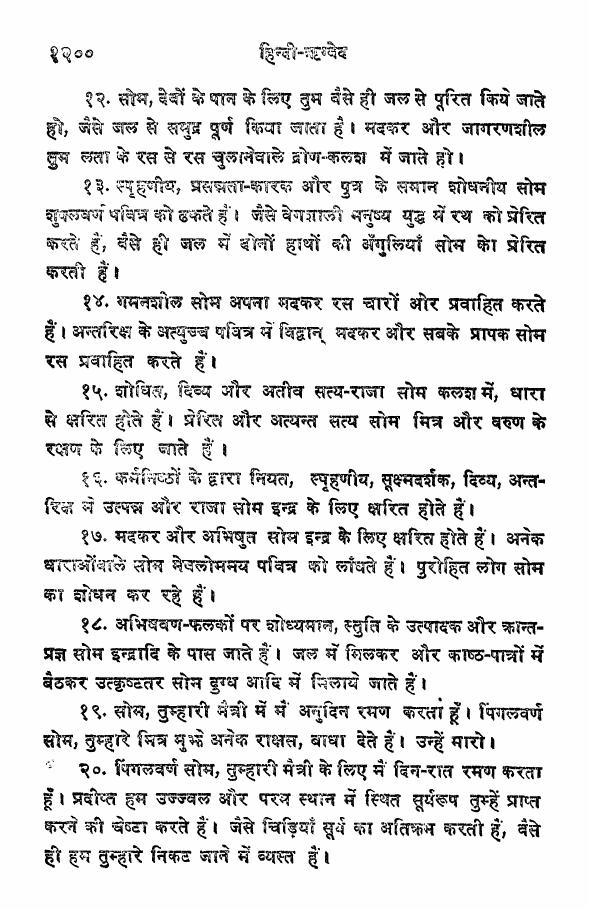 १२०० हिन्दी-ऋग्वेद
१२. सोम, देवों के पान के लिए तुम वैसे ही जल से पूरित किये जाते
हो, जैसे जल से समुद्र पूर्ण किया जाता है। मदकर और जागरणशील
तुम लता के रस से रस चुलानेवाले द्रोण-कलश में जाते हो।
१३. स्पृहणीय, प्रसन्नता-कारक और पुत्र के समान शोधनीय सोम
शुक्लवर्ण पवित्र को ढकते हैं। जैसे वेगशाली मनुष्य युद्ध में रथ को प्रेरित
करते हैं, वैसे ही जल में दोनों हाथों की अँगुलियाँ सोम को प्रेरित
करती हैं।
१४. गमनशील सोम अपना मदकर रस चारों ओर प्रवाहित करते
हैं। अन्तरिक्ष के अत्युच्च पवित्र में विद्वान् मदकर और सबके प्रापक सोम
रस प्रवाहित करते हैं।
१५. शोधित, दिव्य और अतीव सत्य-राजा सोम कलश में, धारा
से क्षरित होते हैं। प्रेरित और अत्यन्त सत्य सोम मित्र और वरुण के
रक्षण के लिए जाते हैं।
१६. कर्मनिष्ठों के द्वारा नियत, स्पृहणीय, सूक्ष्मदर्शक, दिव्य, अन्त-
रिक्ष में उत्पन्न और राजा सोम इन्द्र के लिए क्षरित होते हैं।
१७. मदकर और अभिषुत सोम इन्द्र के लिए क्षरित होते हैं। अनेक
धाराओंवाले सोम मेषलोममय पवित्र को लाँघते हैं। पुरोहित लोग सोम
का शोधन कर रहे हैं।
१८. अभिषवण-फलकों पर शोध्यमान, स्तुति के उत्पादक और क्रान्त-
प्रज्ञ सोम इन्द्रादि के पास जाते हैं। जल में मिलकर और काष्ठ-पात्रों में
बैठकर उत्कृष्टतर सोम दुग्ध आदि में मिलाये जाते हैं।
१९. सोम, तुम्हारी मैत्री में मैं अनुदिन रमण करता हूँ। पिंगलवर्ण
सोम, तुम्हारे मित्र मुझे अनेक राक्षस, बाधा देते हैं। उन्हें मारो।
२०. पिंगलवर्ण सोम, तुम्हारी मैत्री के लिए मैं दिन-रात रमण करता
हूँ। प्रदीप्त हम उज्ज्वल और परम स्थान में स्थित सूर्यरूप तुम्हें प्राप्त
करने की चेष्टा करते हैं। जैसे चिड़ियाँ सूर्य का अतिक्रम करती हैं, वैसे
ही हम तुम्हारे निकट जाने में व्यस्त हैं।